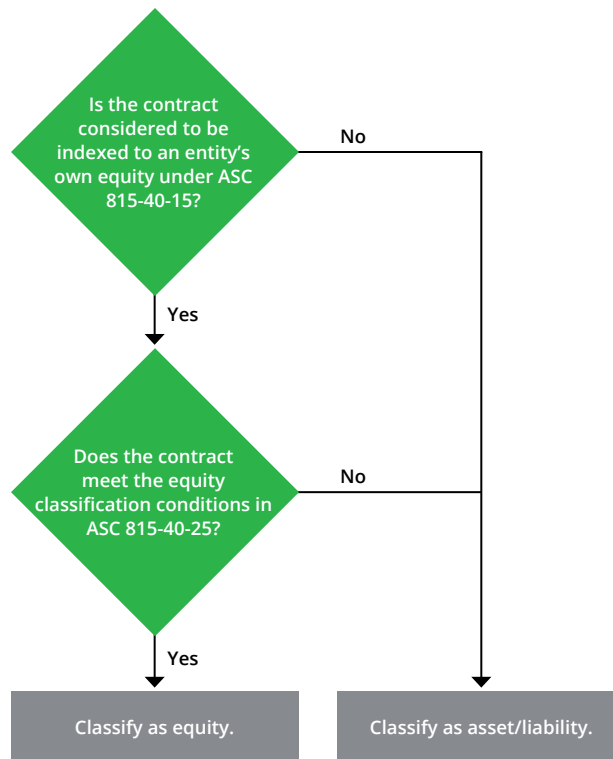 Is the contract
considered to be
indexed to an entity’s
own equity under ASC
815-40-15?
No
Yes
Does the contract
meet the equity
classification conditions in
ASC 815-40-25?
No
Yes
Classify as equity.
Classify as asset/liability.